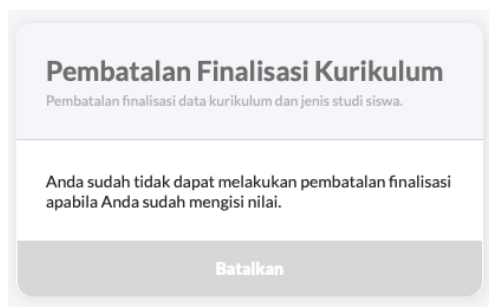 Pembatalan Finalisasi Kurikulum
Pembatalan finalisasi data kurikulum dan jenis studi siswa.
Anda sudah tidak dapat melakukan pembatalan finalisasi
apabila Anda sudah mengisi nilai.
Batalkan